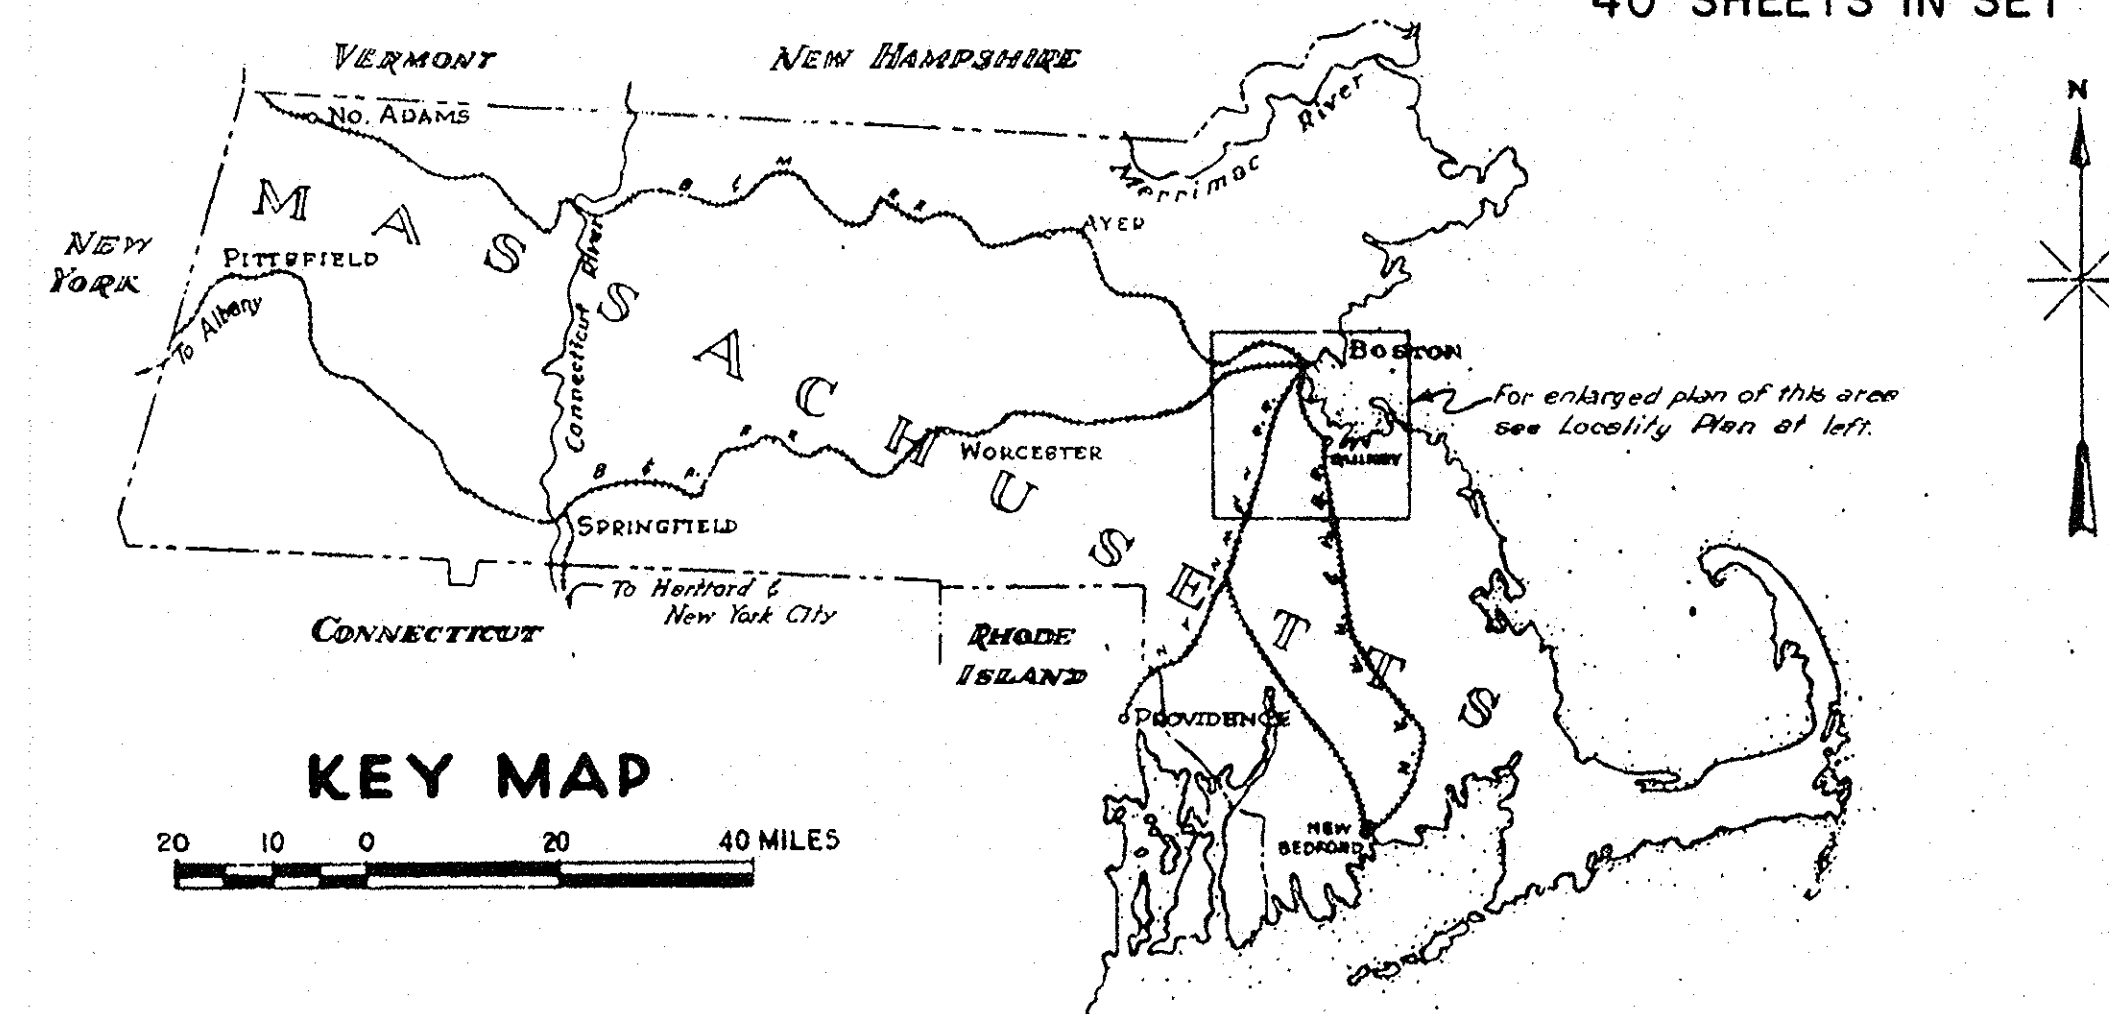 40 SHEETS IN SET
VERMONT
NEW HAMPSHIRE
N
No. ADAMS
Merrimac River
MASSACHUSETTS
B & M R. R.
AYER
NEW
YORK
PITTSFIELD
To Albany
Connecticut River
BOSTON
For enlarged plan of this area
see Locality Plan at left.
QUINCY
WORCESTER
B & A. R R
SPRINGFIELD
To Hartford &
New York City
CONNECTICUT
RHODE
ISLAND
PROVIDENCE
KEY MAP
20 10 0 20 40 MILES
NEW
BEDFORD